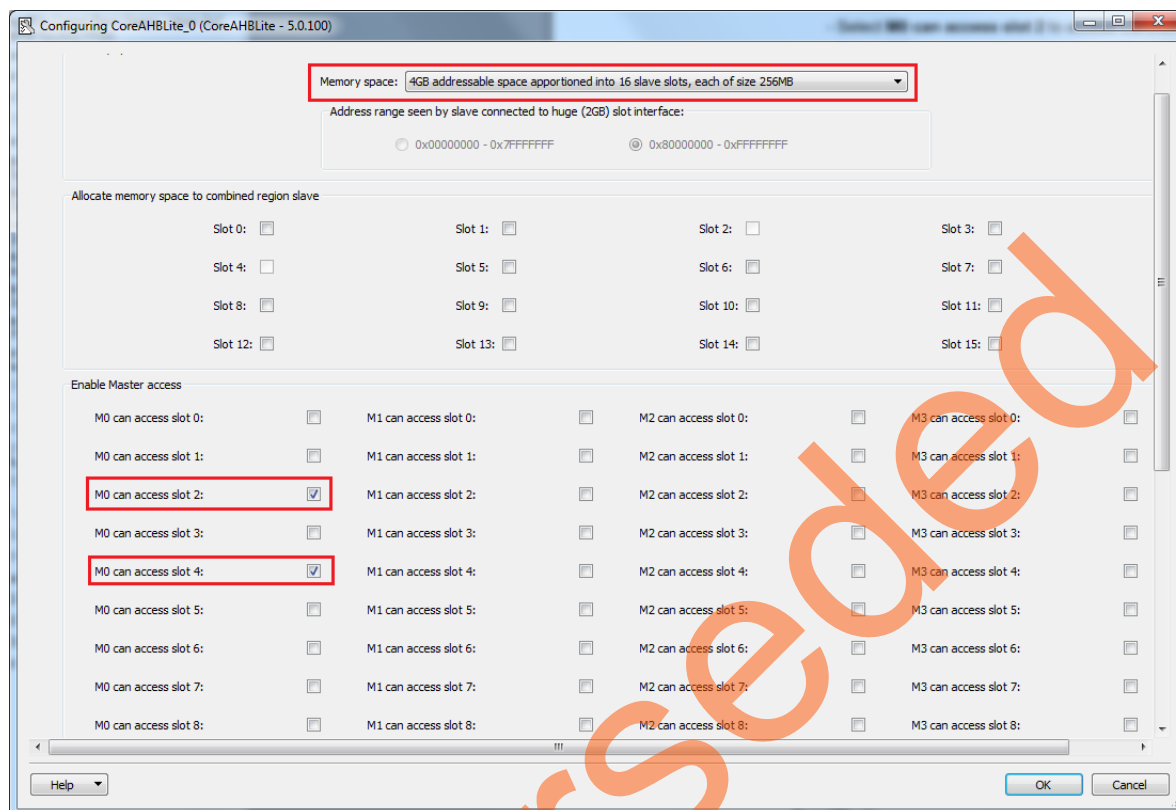 Configuring CoreAHBLite_0 (CoreAHBLite - 5.0.100)
- Select M0 can access slot 2 to
Memory space: 4GB addressable space apportioned into 16 slave slots, each of size 256MB
Address range seen by slave connected to huge (2GB) slot interface:
0x00000000 - 0x7FFFFFFF 0x80000000 - 0xFFFFFFFF
Allocate memory space to combined region slave
Slot 0: Slot 1: Slot 2: Slot 3:
Slot 4: Slot 5: Slot 6: Slot 7:
Slot 8: Slot 9: Slot 10: Slot 11:
Slot 12: Slot 13: Slot 14: Slot 15:
Enable Master access
M0 can access slot 0: M1 can access slot 0: M2 can access slot 0: M3 can access slot 0:
M0 can access slot 1: M1 can access slot 1: M2 can access slot 1: M3 can access slot 1:
M0 can access slot 2: M1 can access slot 2: M2 can access slot 2: M3 can access slot 2:
M0 can access slot 3: M1 can access slot 3: M2 can access slot 3: M3 can access slot 3:
M0 can access slot 4: M1 can access slot 4: M2 can access slot 4: M3 can access slot 4:
M0 can access slot 5: M1 can access slot 5: M2 can access slot 5: M3 can access slot 5:
M0 can access slot 6: M1 can access slot 6: M2 can access slot 6: M3 can access slot 6:
M0 can access slot 7: M1 can access slot 7: M2 can access slot 7: M3 can access slot 7:
M0 can access slot 8: M1 can access slot 8: M2 can access slot 8: M3 can access slot 8:
Help OK Cancel
seded